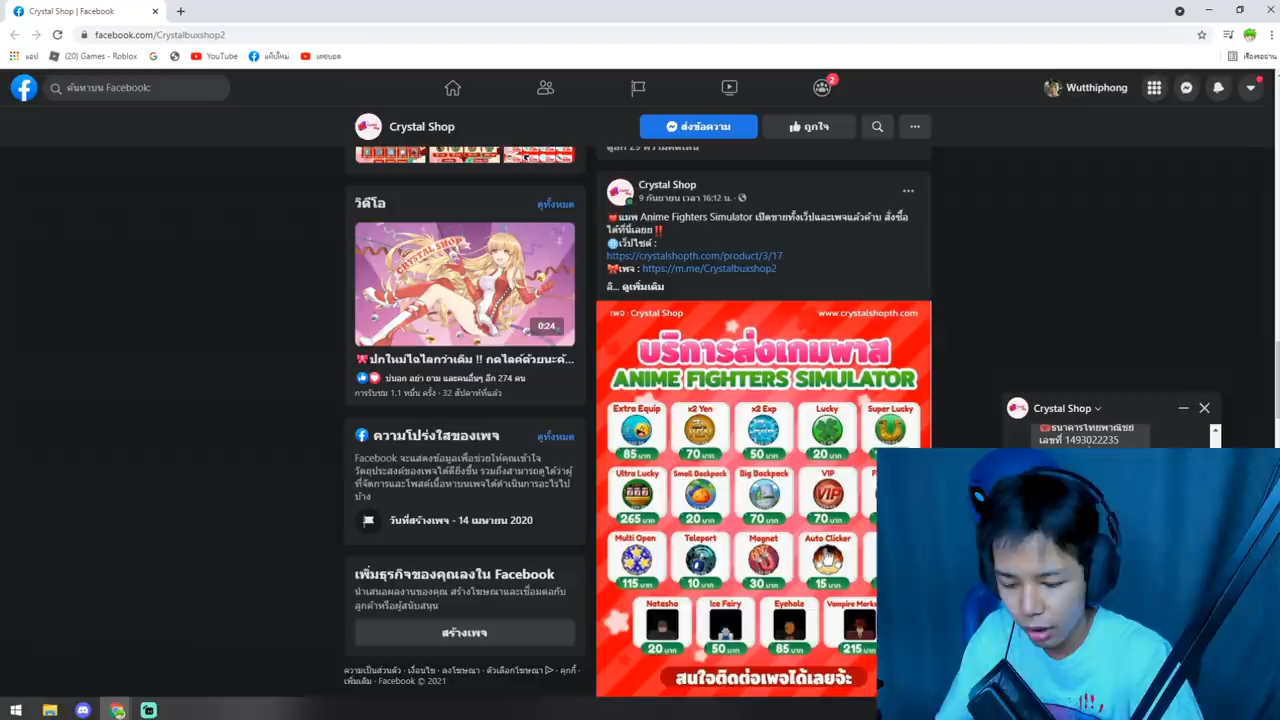 Crystal Shop | Facebook
facebook.com/Crystalbuxshop2
แอป
(20) Games - Roblox
YouTube
แท็บใหม่
เลขยอด
เรื่องรออ่าน
ค้นหาบน Facebook
2
Wutthiphong
Crystal Shop
ส่งข้อความ
ถูกใจ
วิดีโอ
ดูทั้งหมด
CRYSTAL SHOP
0:24
🎀ปกใหม่ไฉไลกว่าเดิม !! กดไลค์ด้วยนะค้...
บ่นอก อย่า ถาม และคนอื่นๆ อีก 274 คน
การรับชม 1.1 หมื่น ครั้ง · 32 สัปดาห์ที่แล้ว
ความโปร่งใสของเพจ
ดูทั้งหมด
Facebook จะแสดงข้อมูลเพื่อช่วยให้คุณเข้าใจ
วัตถุประสงค์ของเพจได้ดียิ่งขึ้น รวมถึงสามารถดูได้ว่าผู้
ที่จัดการและโพสต์เนื้อหาบนเพจได้ดำเนินการอะไรไป
บ้าง
วันที่สร้างเพจ - 14 เมษายน 2020
เพิ่มธุรกิจของคุณลงใน Facebook
นำเสนอผลงานของคุณ สร้างโฆษณาและเชื่อมต่อกับ
ลูกค้าหรือผู้สนับสนุน
สร้างเพจ
ความเป็นส่วนตัว · เงื่อนไข · ลงโฆษณา · ตัวเลือกโฆษณา · คุกกี้ ·
เพิ่มเติม · Facebook © 2021
ดูอีก 29 ความคิดเห็น
Crystal Shop
9 กันยายน เวลา 16:12 น. ·
❤️แมพ Anime Fighters Simulator เปิดขายทั้งเว็ปและเพจแล้วค้าบ สั่งซื้อ
ได้ที่นี่เลยย‼️
🌐เว็ปไซต์ :
https://crystalshopth.com/product/3/17
🎀เพจ : https://m.me/Crystalbuxshop2
ลิ... ดูเพิ่มเติม
เพจ : Crystal Shop
www.crystalshopth.com
บริการส่งเกมพาส
ANIME FIGHTERS SIMULATOR
Extra Equip x2 Yen x2 Exp Lucky Super Lucky
85 บาท 70 บาท 50 บาท 20 บาท
Ultra Lucky Small Backpack Big Backpack VIP
265 บาท 20 บาท 70 บาท 70 บาท
Multi Open Teleport Magnet Auto Clicker
115 บาท 10 บาท 30 บาท 15 บาท
Natasha Ice Fairy Eyehole Vampire
20 บาท 50 บาท 85 บาท 215 บาท
สนใจติดต่อเพจได้เลยจ้ะ
Crystal Shop
ธนาคารไทยพาณิชย์
เลขที่ 1493022235